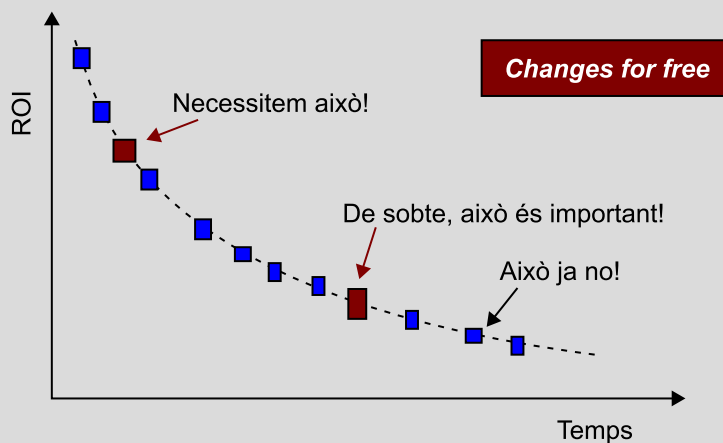 Changes for free
ROI
Necessitem això!
De sobte, això és important!
Això ja no!
Temps